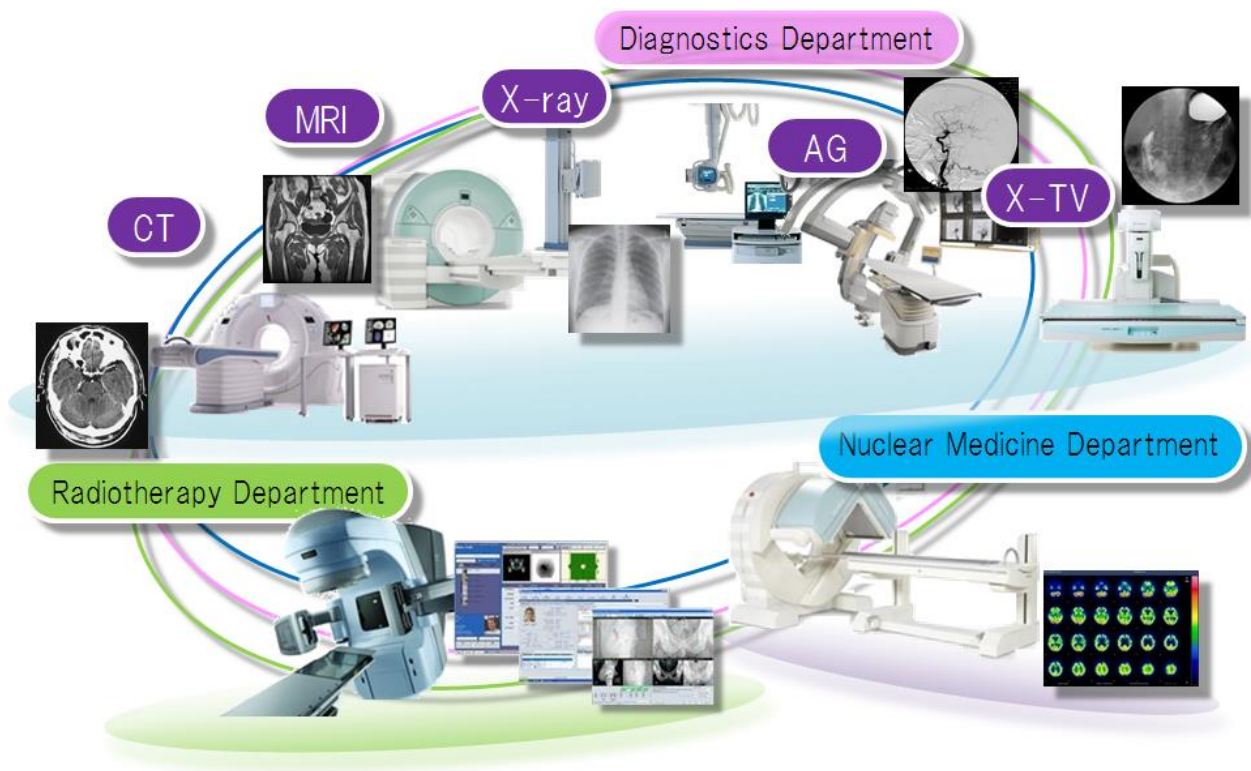 Diagnostics Department
X-ray
MRI
AG
X-TV
CT
Nuclear Medicine Department
Radiotherapy Department